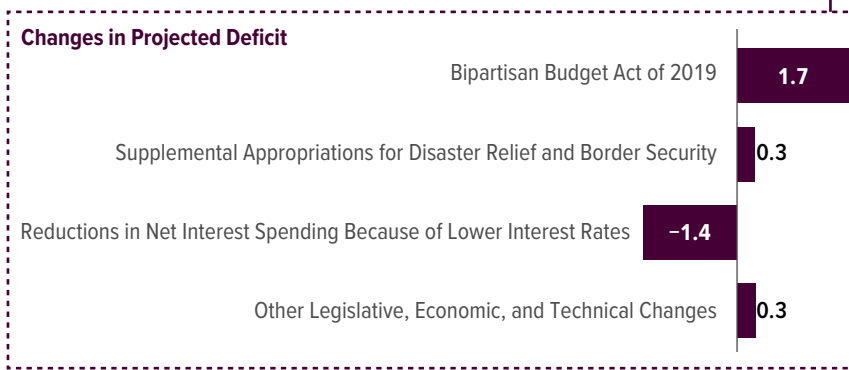 Changes in Projected Deficit
Bipartisan Budget Act of 2019 1.7
Supplemental Appropriations for Disaster Relief and Border Security 0.3
Reductions in Net Interest Spending Because of Lower Interest Rates −1.4
Other Legislative, Economic, and Technical Changes 0.3